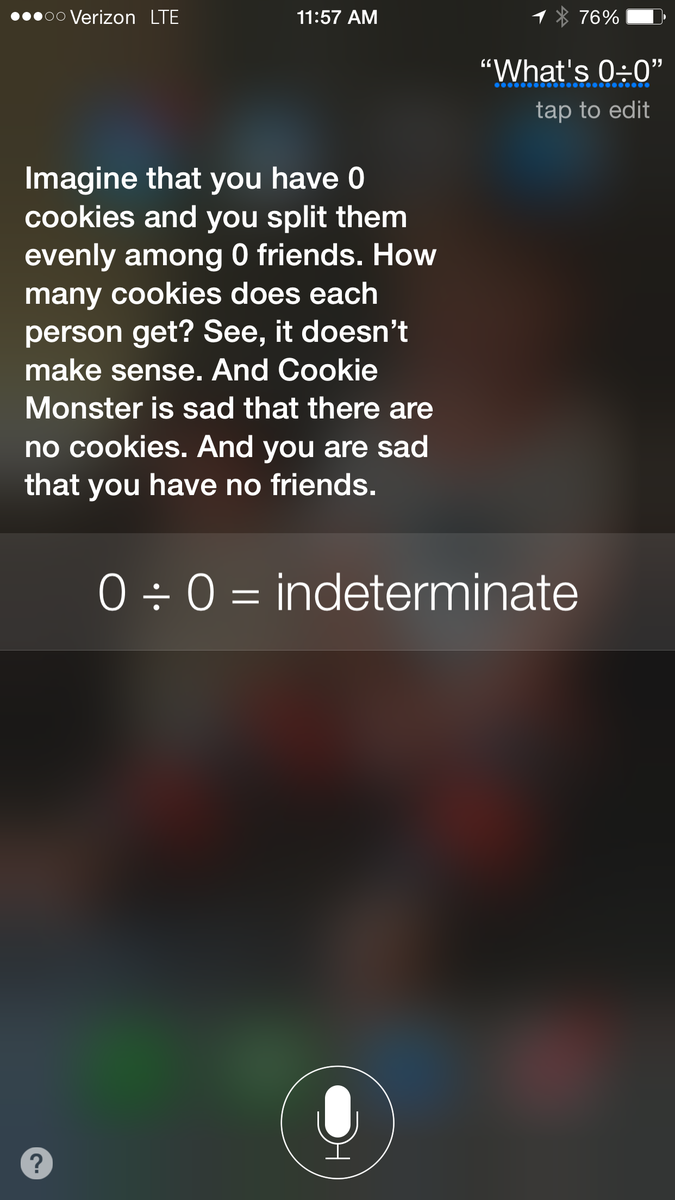 Verizon LTE 11:57 AM 76%
“What's 0÷0”
tap to edit
Imagine that you have 0
cookies and you split them
evenly among 0 friends. How
many cookies does each
person get? See, it doesn’t
make sense. And Cookie
Monster is sad that there are
no cookies. And you are sad
that you have no friends.
0 ÷ 0 = indeterminate
?